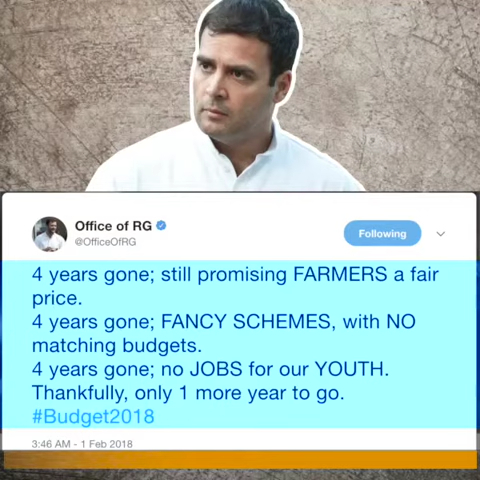 Office of RG
@OfficeOfRG
Following
4 years gone; still promising FARMERS a fair
price.
4 years gone; FANCY SCHEMES, with NO
matching budgets.
4 years gone; no JOBS for our YOUTH.
Thankfully, only 1 more year to go.
#Budget2018
3:46 AM - 1 Feb 2018